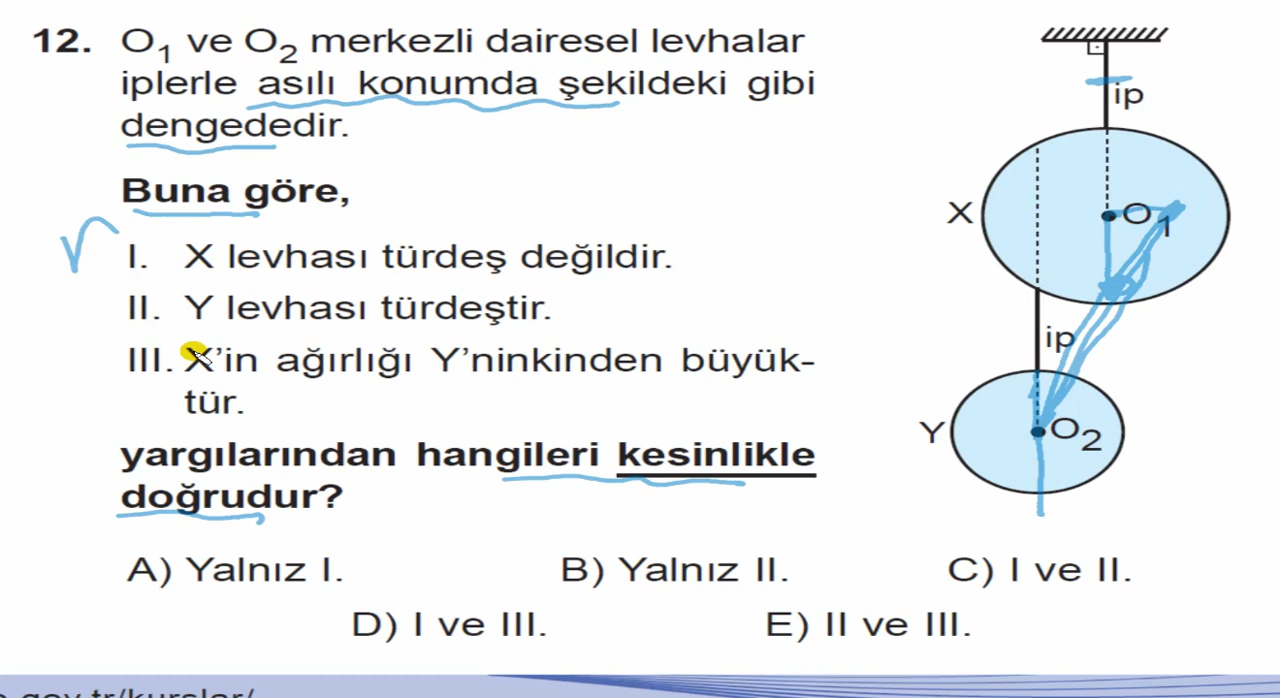 12. O₁ ve O₂ merkezli dairesel levhalar
iplerle asılı konumda şekildeki gibi
dengededir.
Buna göre,
I. X levhası türdeş değildir.
II. Y levhası türdeştir.
III. X'in ağırlığı Y'ninkinden büyük-
tür.
yargılarından hangileri kesinlikle
doğrudur?
A) Yalnız I.
B) Yalnız II.
C) I ve II.
D) I ve III.
E) II ve III.
ip
X
O₁
ip
Y
O₂